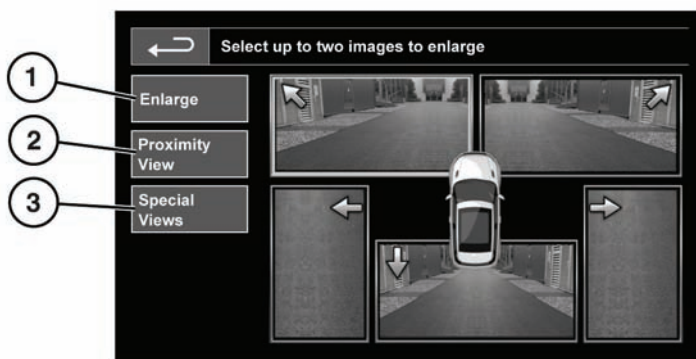 Select up to two images to enlarge
1
Enlarge
2
Proximity
View
3
Special
Views